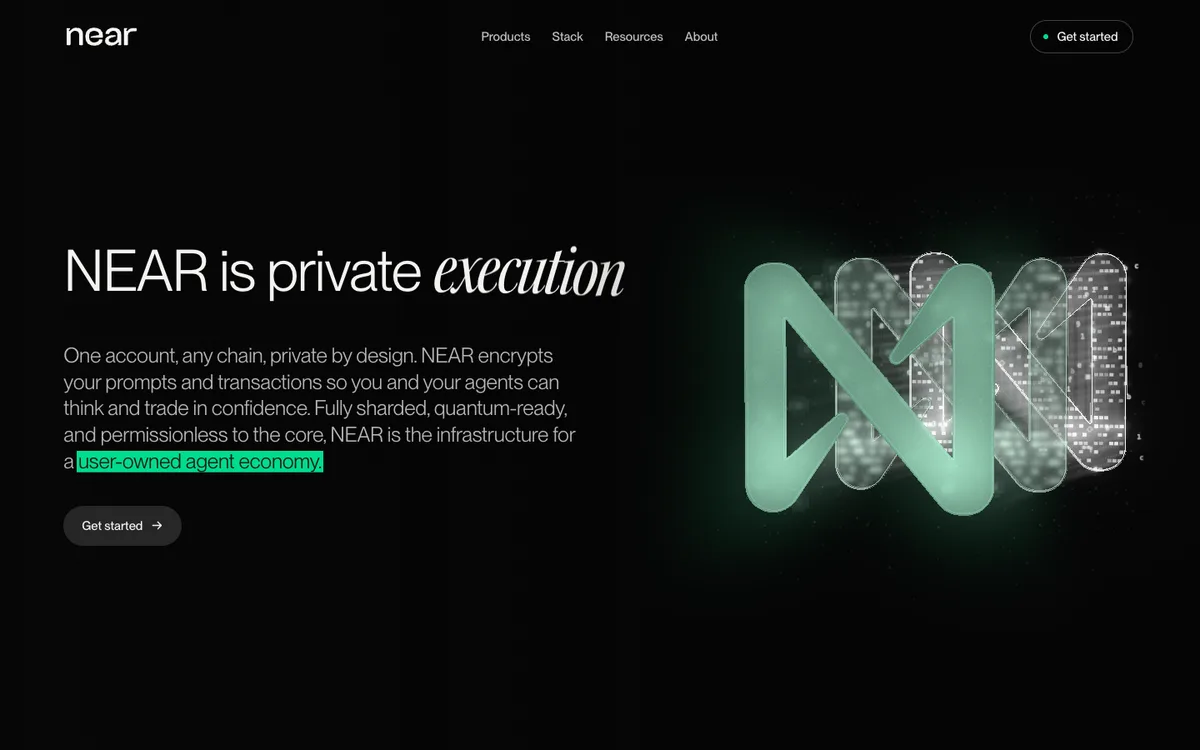 near
Products
Stack
Resources
About
Get started
NEAR is private execution
One account, any chain, private by design. NEAR encrypts
your prompts and transactions so you and your agents can
think and trade in confidence. Fully sharded, quantum-ready,
and permissionless to the core, NEAR is the infrastructure for
a user-owned agent economy.
Get started →